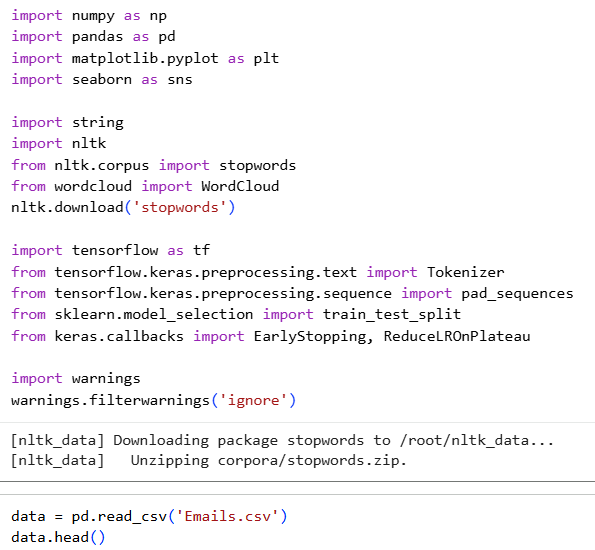 import numpy as np
import pandas as pd
import matplotlib.pyplot as plt
import seaborn as sns
import string
import nltk
from nltk.corpus import stopwords
from wordcloud import WordCloud
nltk.download('stopwords')
import tensorflow as tf
from tensorflow.keras.preprocessing.text import Tokenizer
from tensorflow.keras.preprocessing.sequence import pad_sequences
from sklearn.model_selection import train_test_split
from keras.callbacks import EarlyStopping, ReduceLROnPlateau
import warnings
warnings.filterwarnings('ignore')
[nltk_data] Downloading package stopwords to /root/nltk_data...
[nltk_data]   Unzipping corpora/stopwords.zip.
data = pd.read_csv('Emails.csv')
data.head()